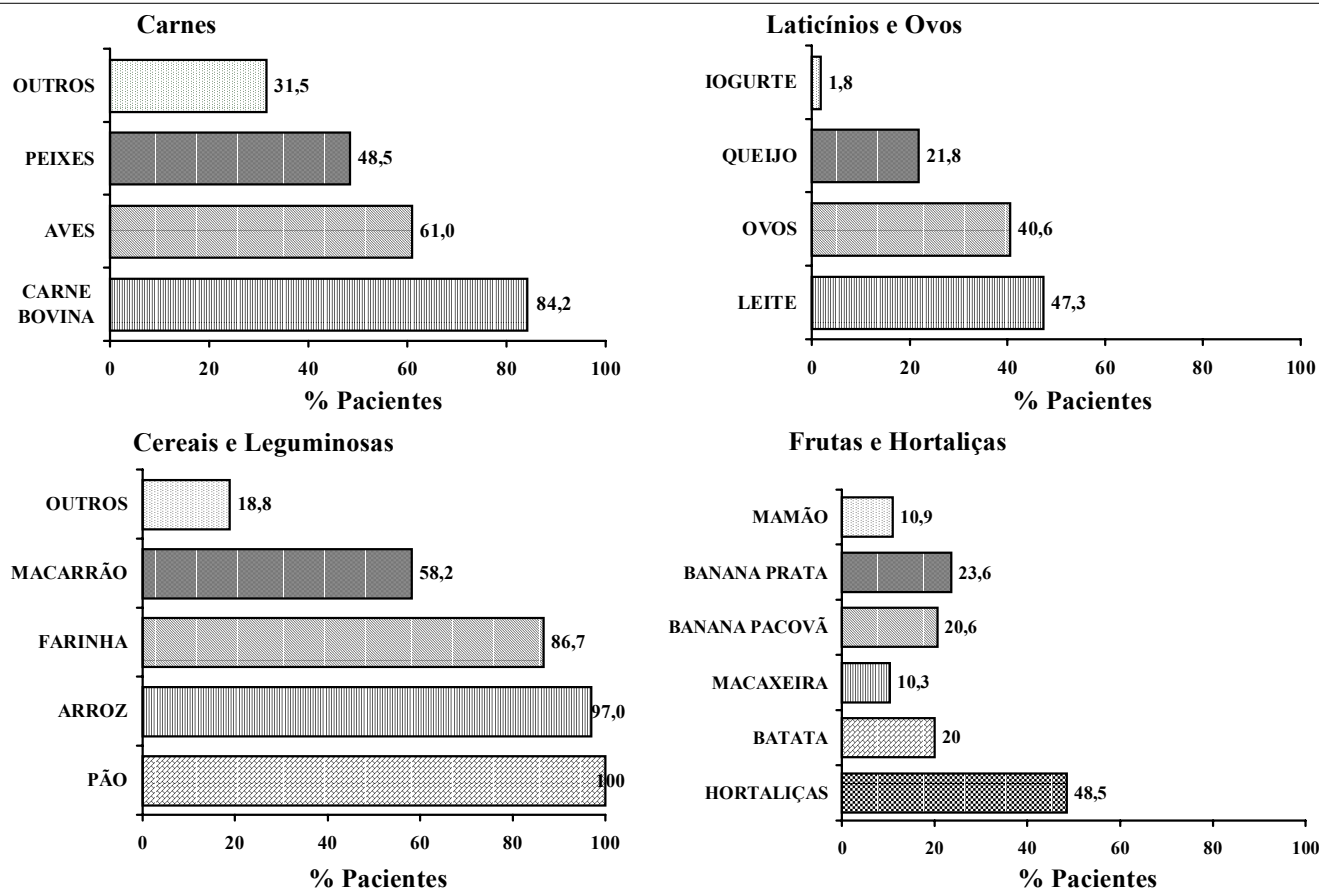 Carnes
OUTROS
31,5
PEIXES
48,5
AVES
61,0
CARNE
BOVINA
84,2
0 20 40 60 80 100
% Pacientes
Laticínios e Ovos
IOGURTE
1,8
QUEIJO
21,8
OVOS
40,6
LEITE
47,3
0 20 40 60 80 100
% Pacientes
Cereais e Leguminosas
OUTROS
18,8
MACARRÃO
58,2
FARINHA
86,7
ARROZ
97,0
PÃO
100
0 20 40 60 80 100
% Pacientes
Frutas e Hortaliças
MAMÃO
10,9
BANANA PRATA
23,6
BANANA PACOVÃ
20,6
MACAXEIRA
10,3
BATATA
20
HORTALIÇAS
48,5
0 20 40 60 80 100
% Pacientes